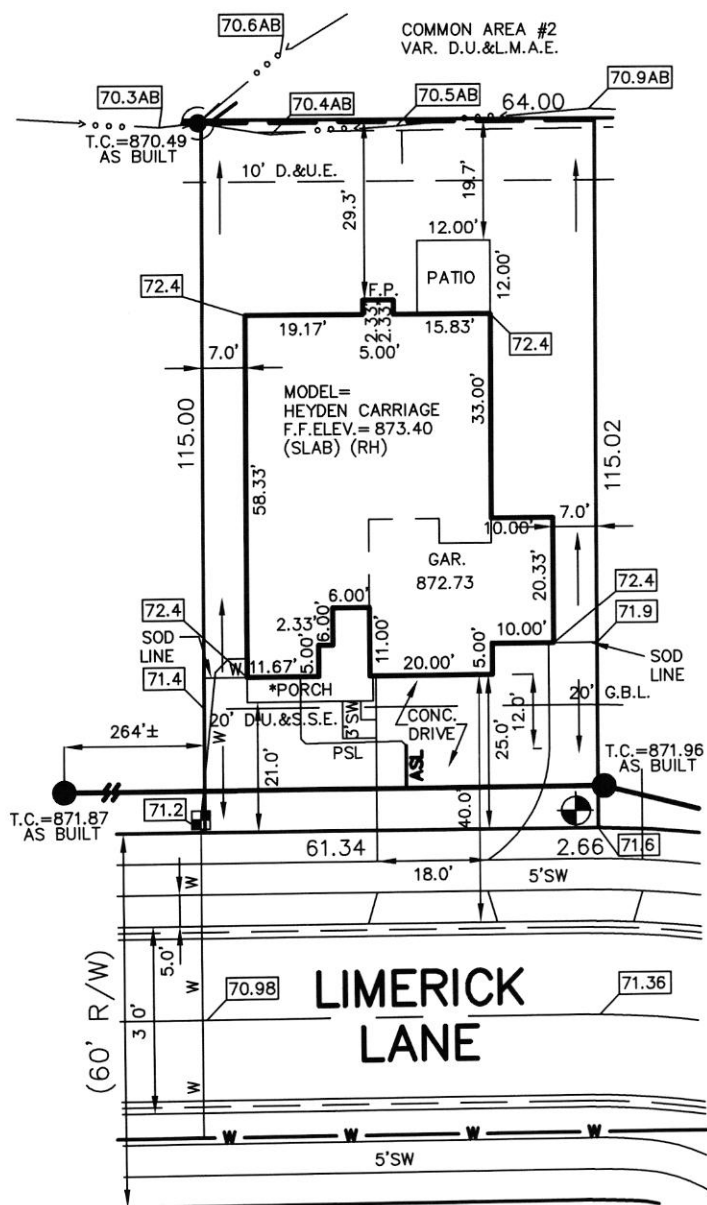 70.6AB
COMMON AREA #2
VAR. D.U.&L.M.A.E.
70.3AB
70.4AB
70.5AB
70.9AB
64.00
T.C.=870.49
AS BUILT
10' D.&U.E.
29.3'
19.7'
12.00'
PATIO
12.00'
72.4
F.P.
19.17'
2.33'
2.33'
15.83'
5.00'
72.4
7.0'
MODEL=
HEYDEN CARRIAGE
F.F.ELEV.= 873.40
(SLAB) (RH)
33.00'
115.00
115.02
58.33'
10.00'
7.0'
GAR.
872.73
20.33'
6.00'
72.4
2.33'
6.00'
72.4
71.9
SOD
LINE
W
11.67'
5.00'
11.00'
20.00'
5.00'
10.00'
SOD
LINE
71.4
*PORCH
20' D.U.&S.S.E.
3'SW
CONC.
DRIVE
12.0'
20' G.B.L.
264'±
W
21.0'
PSL
ASL
25.0'
T.C.=871.96
AS BUILT
T.C.=871.87
AS BUILT
71.2
40.0'
61.34
2.66
71.6
18.0'
5'SW
W
5.0'
(60' R/W)
W
70.98
LIMERICK
LANE
71.36
W
W W W W
5'SW